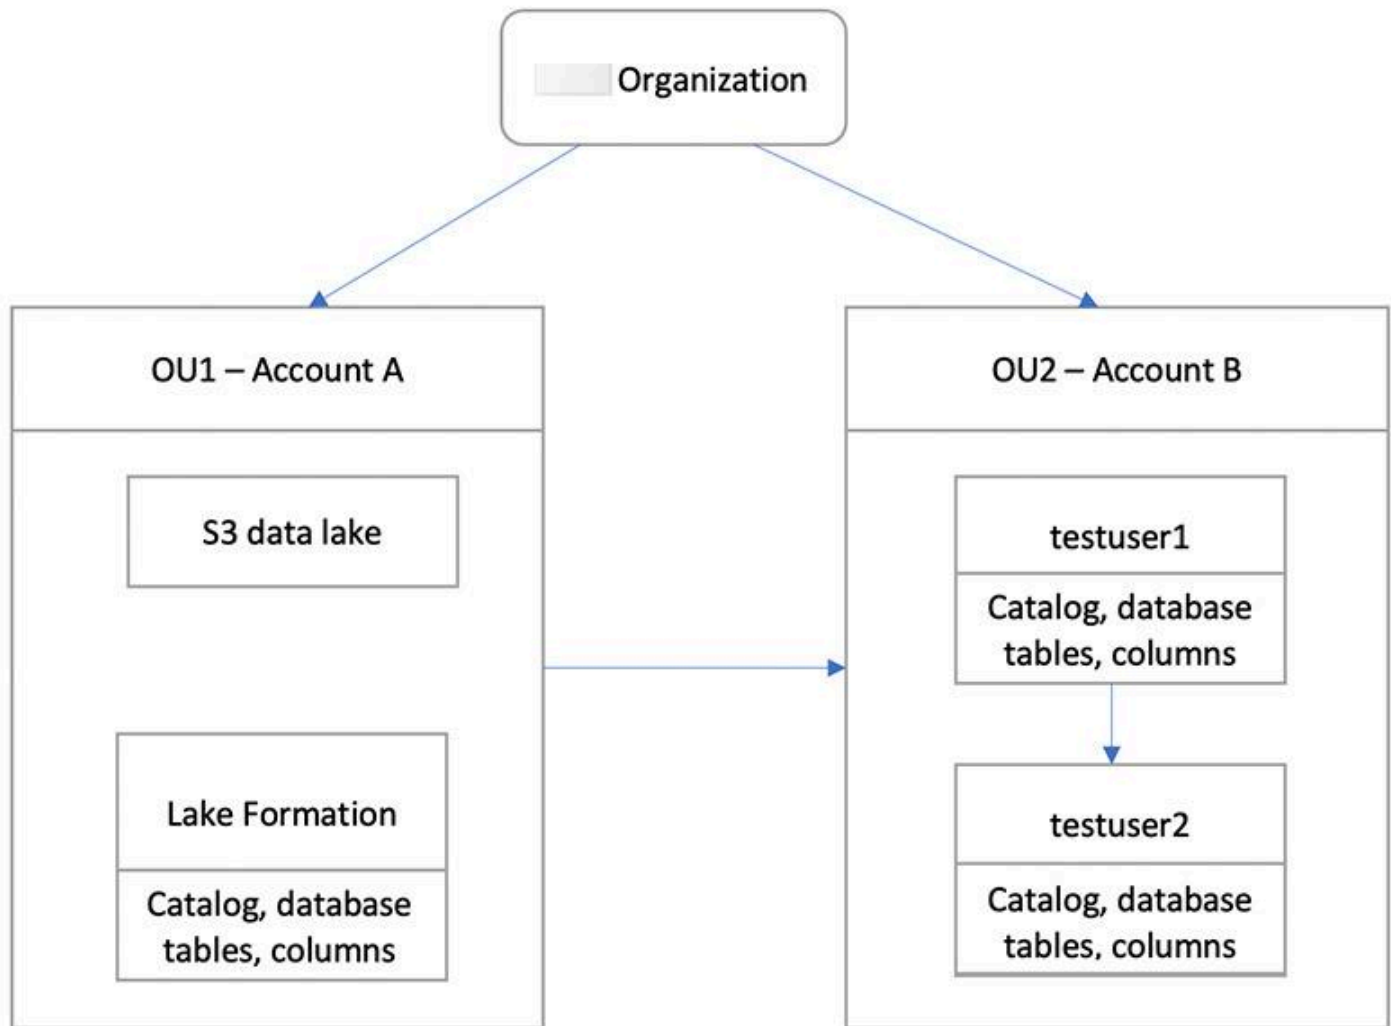 Organization
OU1 – Account A
S3 data lake
Lake Formation
Catalog, database
tables, columns
OU2 – Account B
testuser1
Catalog, database
tables, columns
testuser2
Catalog, database
tables, columns